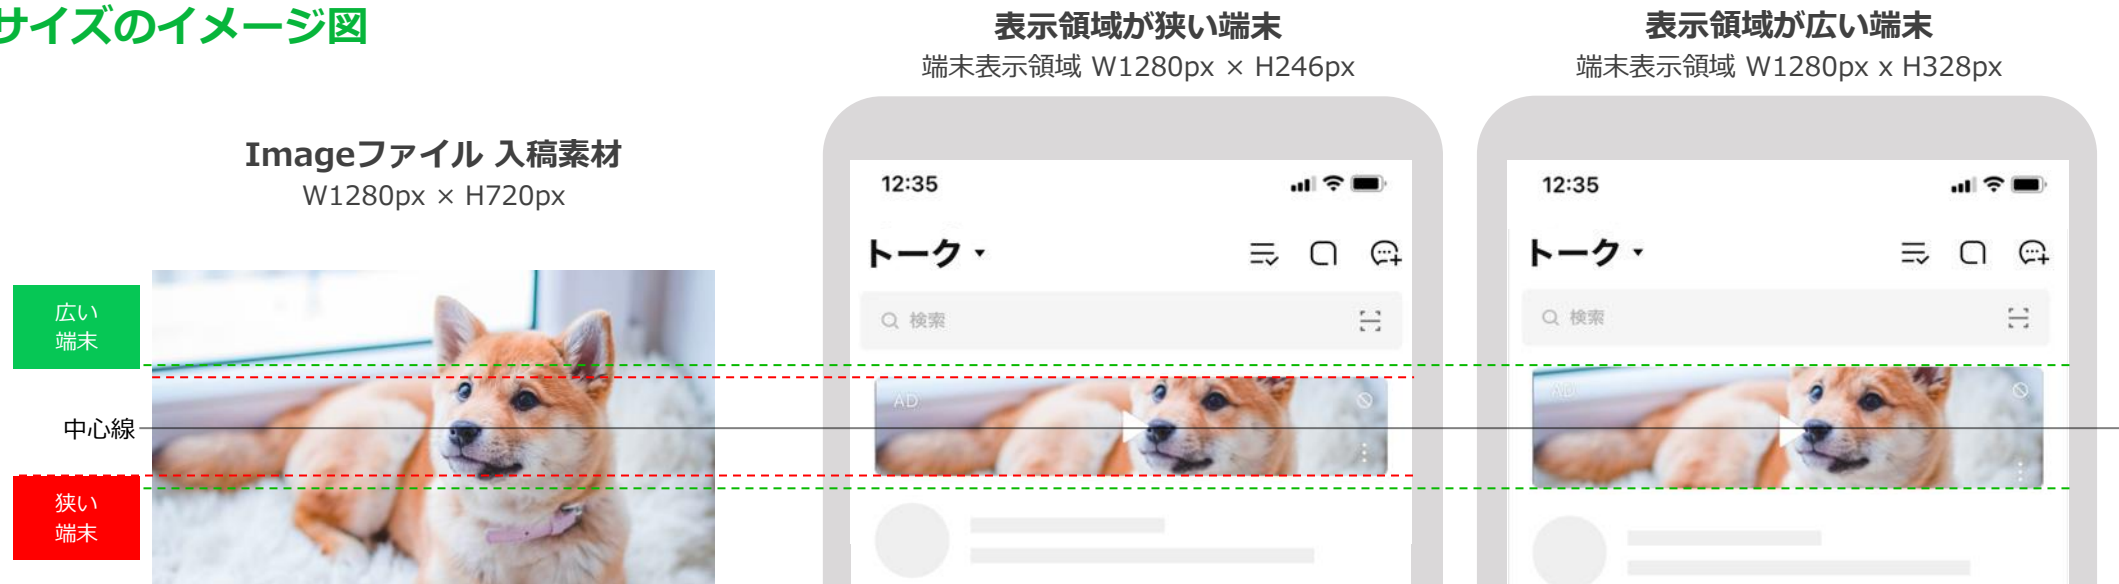 サイズのイメージ図
表示領域が狭い端末
端末表示領域 W1280px × H246px
表示領域が広い端末
端末表示領域 W1280px x H328px
Imageファイル 入稿素材
W1280px × H720px
広い
端末
中心線
狭い
端末
12:35
トーク
検索
AD
12:35
トーク
検索
AD